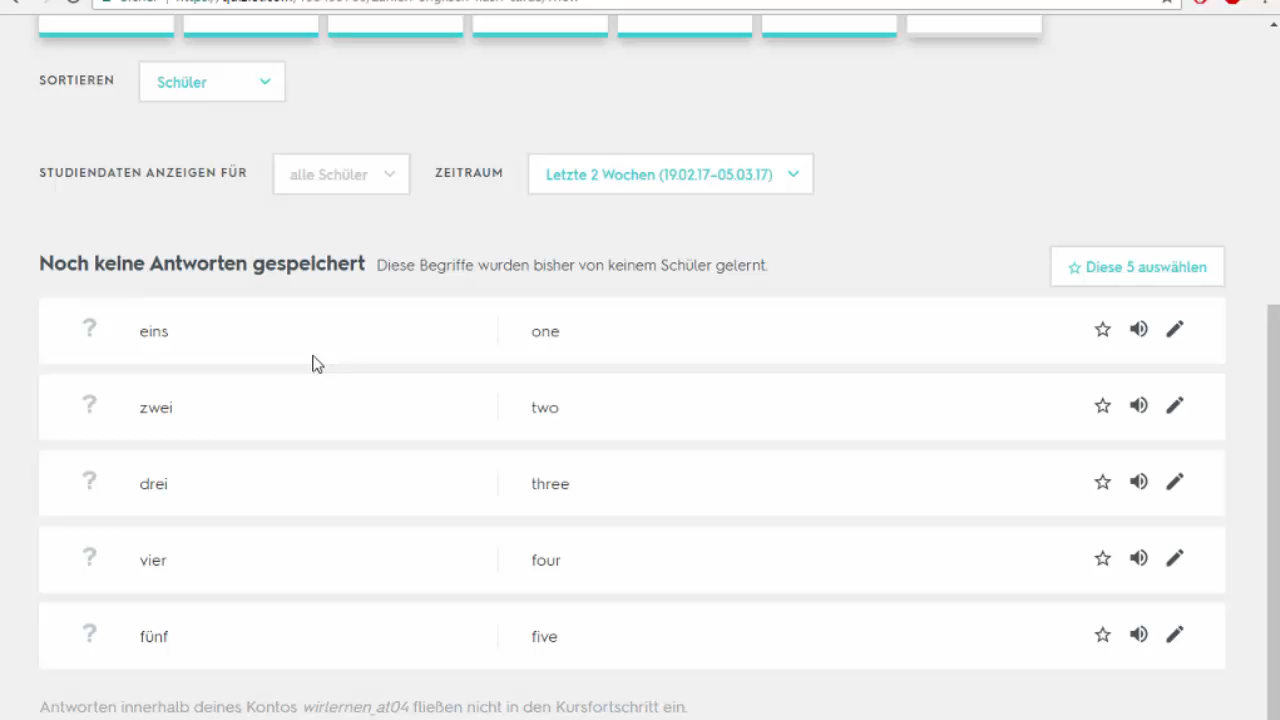 SORTIEREN Schüler
STUDIENDATEN ANZEIGEN FÜR alle Schüler ZEITRAUM Letzte 2 Wochen (19.02.17–05.03.17)
Noch keine Antworten gespeichert Diese Begriffe wurden bisher von keinem Schüler gelernt. Diese 5 auswählen
? eins one
? zwei two
? drei three
? vier four
? fünf five
Antworten innerhalb deines Kontos wirlernen_at04 fließen nicht in den Kursfortschritt ein.